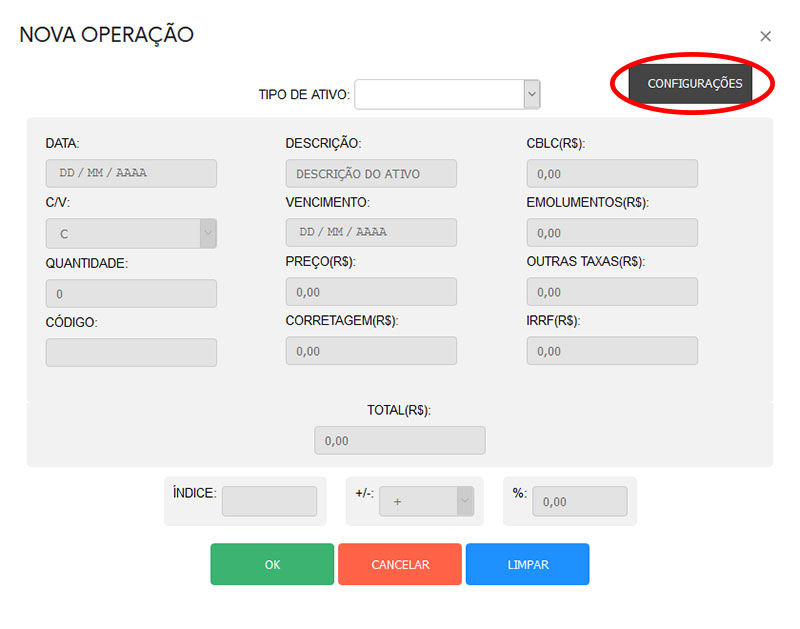 NOVA OPERAÇÃO
×
TIPO DE ATIVO:
CONFIGURAÇÕES
DATA:
DESCRIÇÃO:
CBLC(R$):
DD / MM / AAAA
DESCRIÇÃO DO ATIVO
0,00
C/V:
VENCIMENTO:
EMOLUMENTOS(R$):
C
DD / MM / AAAA
0,00
QUANTIDADE:
PREÇO(R$):
OUTRAS TAXAS(R$):
0
0,00
0,00
CÓDIGO:
CORRETAGEM(R$):
IRRF(R$):
0,00
0,00
TOTAL(R$):
0,00
ÍNDICE:
+/-:
+
%:
0,00
OK
CANCELAR
LIMPAR